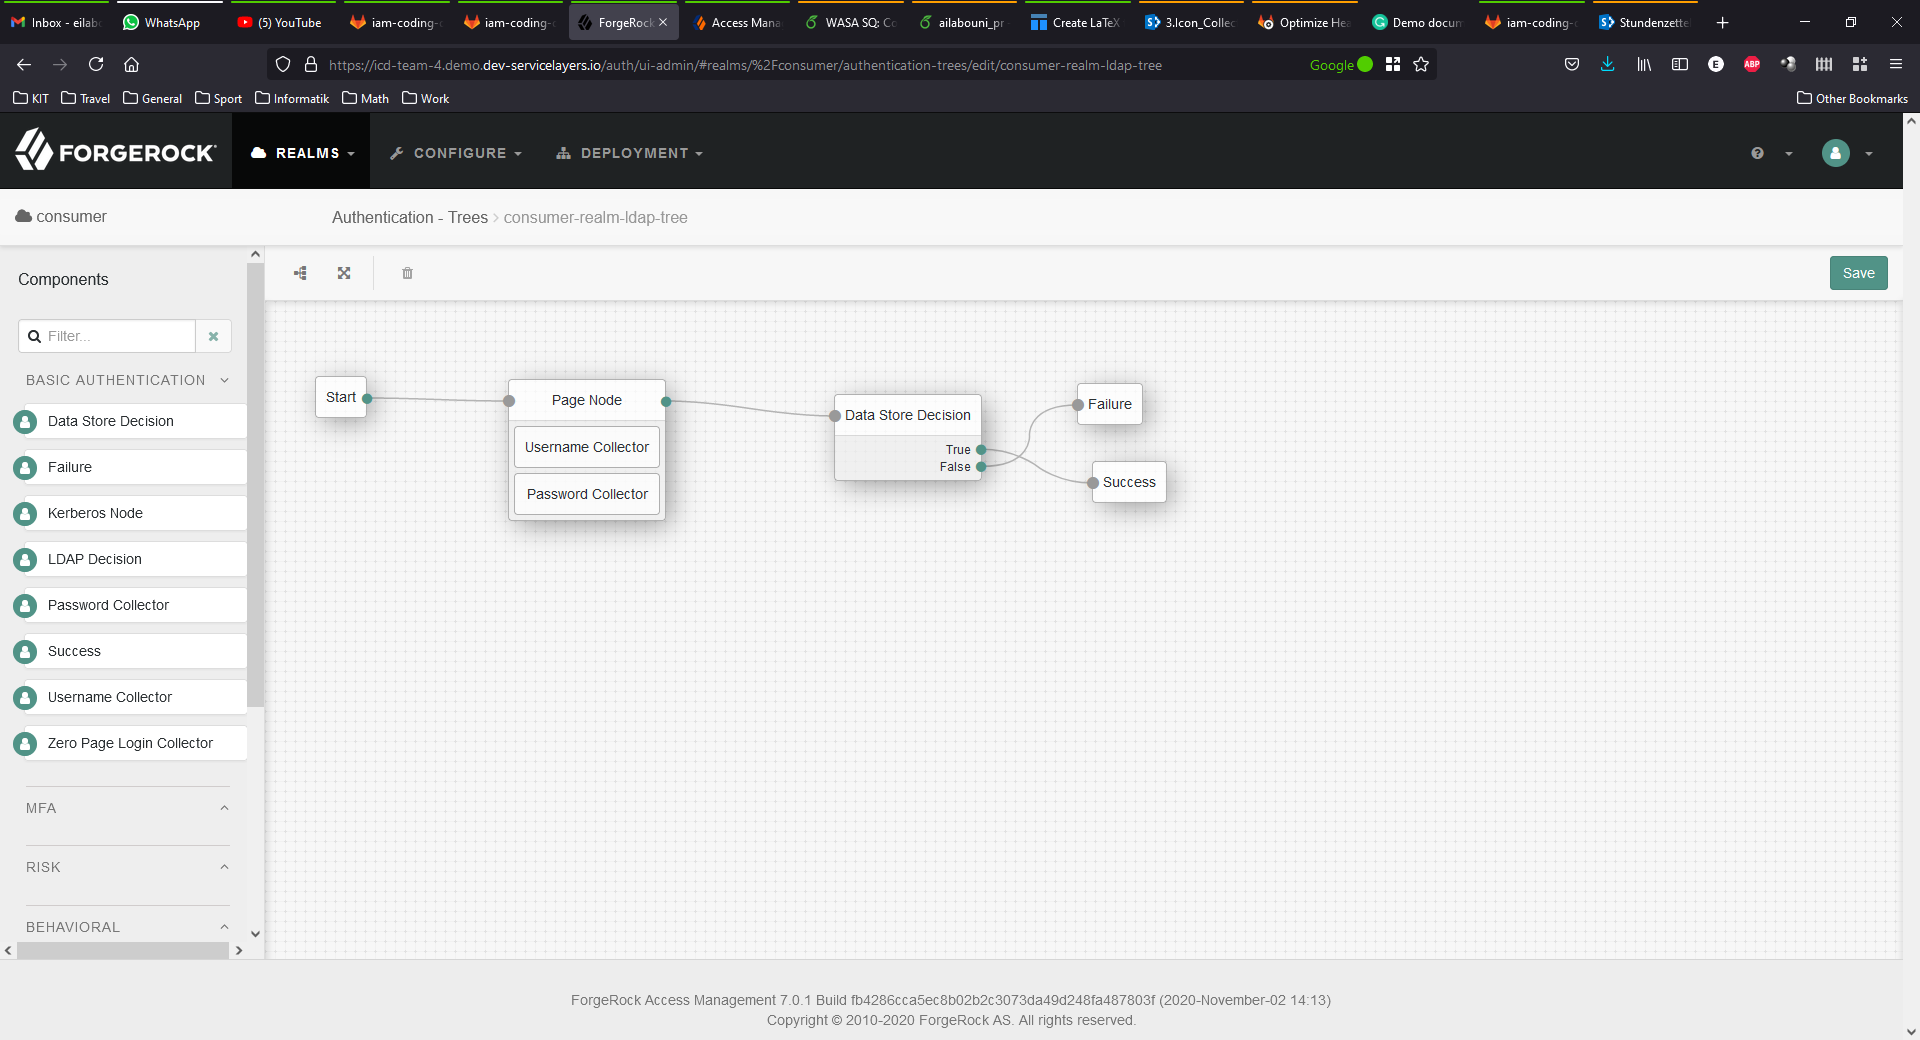 Inbox - eilab
WhatsApp
(5) YouTube
iam-coding-
iam-coding-
ForgeRock
Access Mana
WASA SQ: Co
ailabouni_pr
Create LaTeX
3.Icon_Collec
Optimize Hea
Demo docum
iam-coding-
Stundenzette
https://icd-team-4.demo.dev-servicelayers.io/auth/ui-admin/#realms/%2Fconsumer/authentication-trees/edit/consumer-realm-ldap-tree
Google
E
ABP
KIT
Travel
General
Sport
Informatik
Math
Work
Other Bookmarks
FORGEROCK
REALMS
CONFIGURE
DEPLOYMENT
consumer
Authentication - Trees > consumer-realm-ldap-tree
Components
Save
Filter...
BASIC AUTHENTICATION
Data Store Decision
Failure
Kerberos Node
LDAP Decision
Password Collector
Success
Username Collector
Zero Page Login Collector
MFA
RISK
BEHAVIORAL
Start
Page Node
Username Collector
Password Collector
Data Store Decision
True
False
Failure
Success
ForgeRock Access Management 7.0.1 Build fb4286cca5ec8b02b2c3073da49d248fa487803f (2020-November-02 14:13)
Copyright © 2010-2020 ForgeRock AS. All rights reserved.